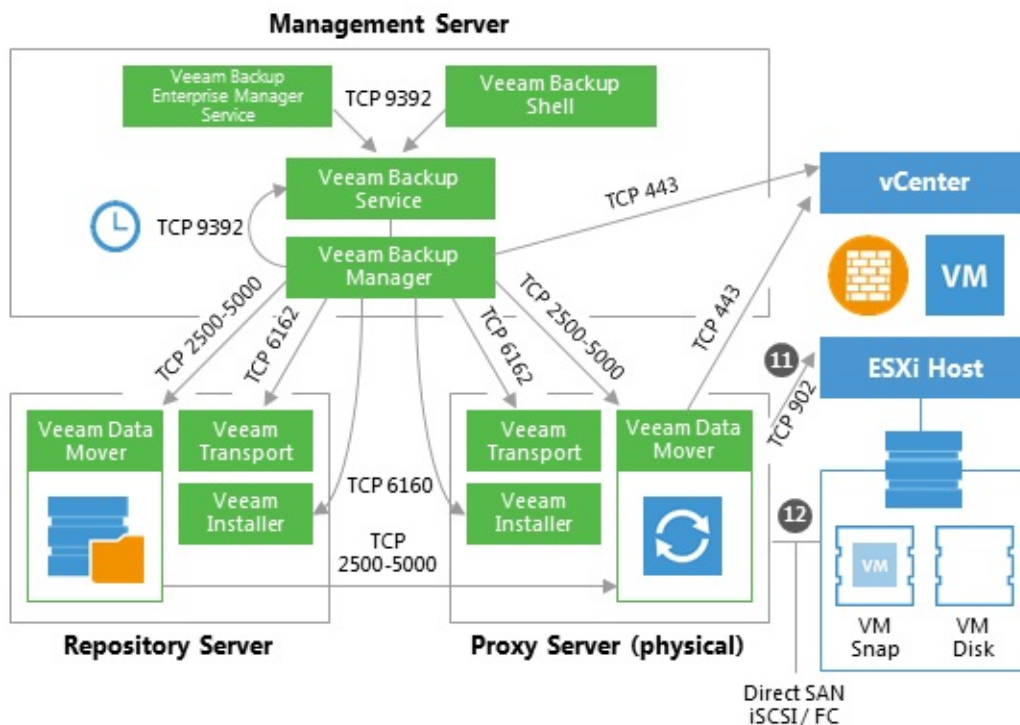 Management Server
Veeam Backup
Enterprise Manager
Service
TCP 9392
Veeam Backup
Shell
Veeam Backup
Service
TCP 9392
Veeam Backup
Manager
TCP 443
vCenter
VM
TCP 2500-5000
TCP 6162
TCP 6162
TCP 2500-5000
TCP 443
11
TCP 902
ESXi Host
Veeam Data
Mover
Veeam
Transport
Veeam
Installer
TCP 6160
TCP
2500-5000
Veeam
Transport
Veeam
Installer
Veeam Data
Mover
12
VM
VM
Snap
VM
Disk
Repository Server
Proxy Server (physical)
Direct SAN
iSCSI / FC